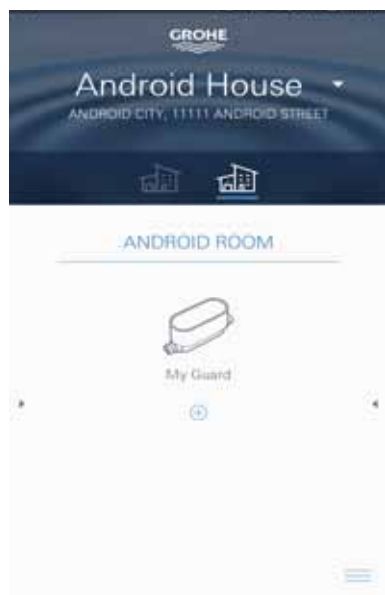 GROHE
Android House
ANDROID CITY, 11111 ANDROID STREET
ANDROID ROOM
My Guard